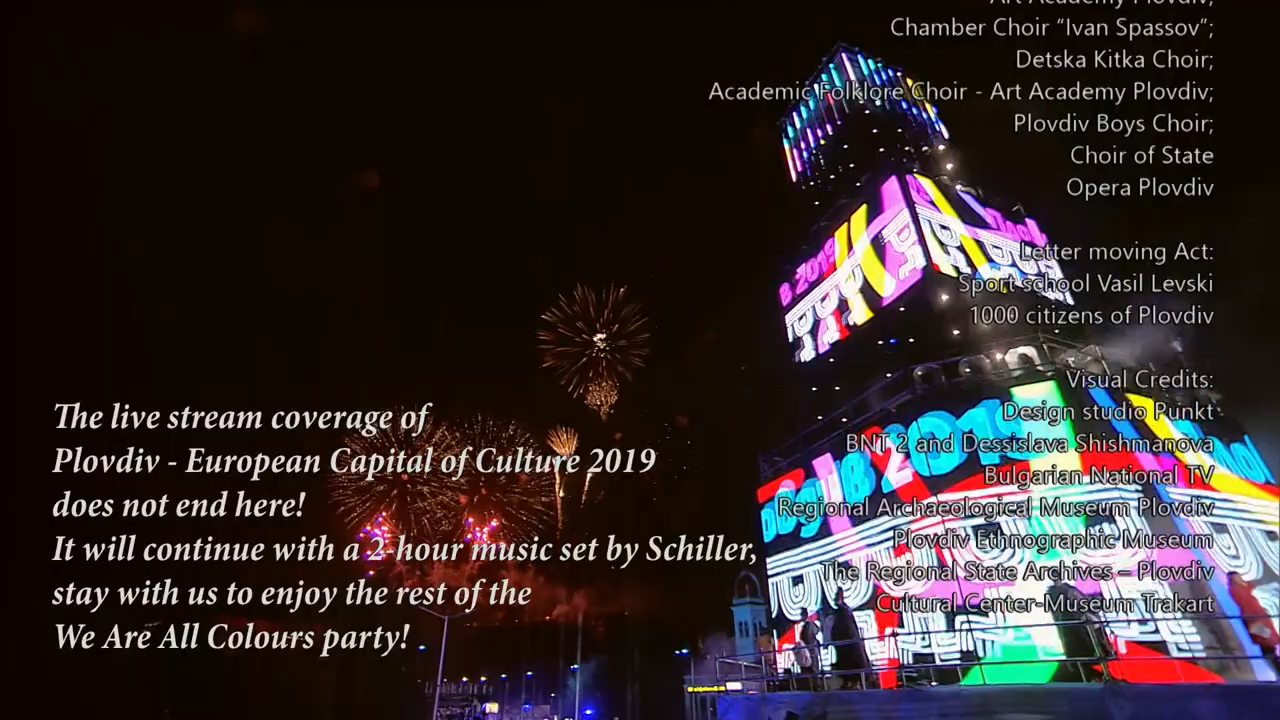 Art Academy Plovdiv;
Chamber Choir “Ivan Spassov”;
Detska Kitka Choir;
Academic Folklore Choir - Art Academy Plovdiv;
Plovdiv Boys Choir;
Choir of State
Opera Plovdiv
Letter moving Act:
Sport school Vasil Levski
1000 citizens of Plovdiv
Visual Credits:
Design studio Punkt
BNT 2 and Dessislava Shishmanova
Bulgarian National TV
Regional Archaeological Museum Plovdiv
Plovdiv Ethnographic Museum
The Regional State Archives – Plovdiv
Cultural Center-Museum Trakart
The live stream coverage of
Plovdiv - European Capital of Culture 2019
does not end here!
It will continue with a 2-hour music set by Schiller,
stay with us to enjoy the rest of the
We Are All Colours party!
B 2019
B 2019